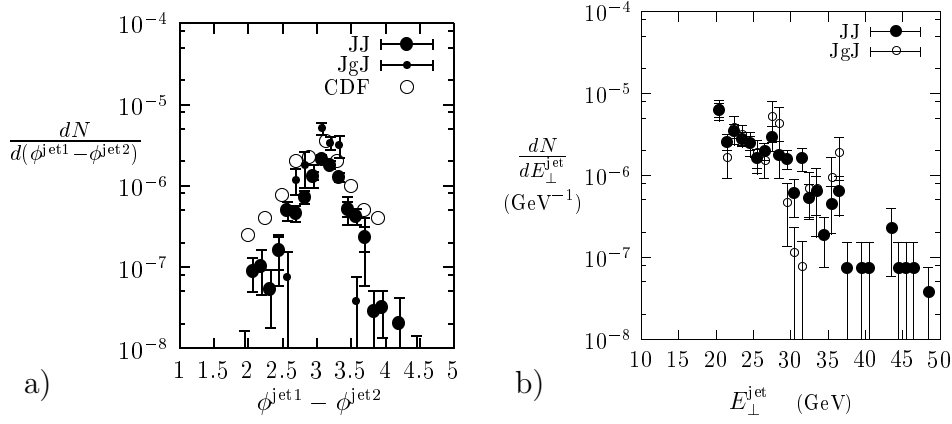 10⁻⁴
10⁻⁵
10⁻⁶
10⁻⁷
10⁻⁸
dN
d(ϕ^jet1−ϕ^jet2)
JJ
JgJ
CDF
1 1.5 2 2.5 3 3.5 4 4.5 5
ϕ^jet1 − ϕ^jet2
a)
10⁻⁴
10⁻⁵
10⁻⁶
10⁻⁷
10⁻⁸
dN
dE⊥^jet
(GeV⁻¹)
JJ
JgJ
10 15 20 25 30 35 40 45 50
E⊥^jet (GeV)
b)